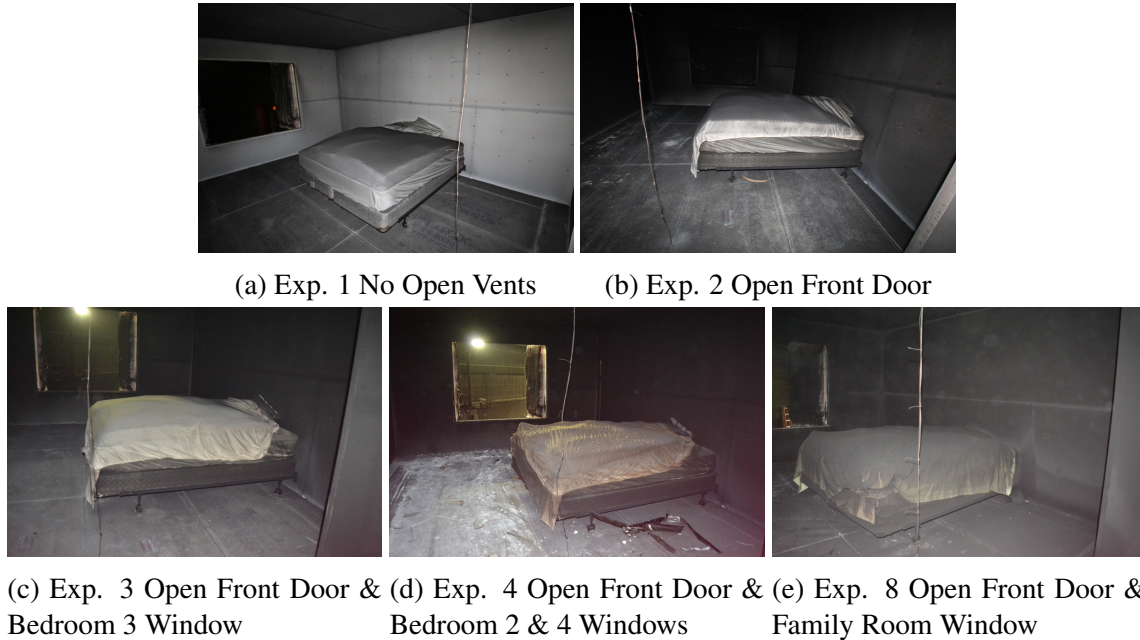 (a) Exp. 1 No Open Vents
(b) Exp. 2 Open Front Door
(c) Exp. 3 Open Front Door &
Bedroom 3 Window
(d) Exp. 4 Open Front Door &
Bedroom 2 & 4 Windows
(e) Exp. 8 Open Front Door &
Family Room Window